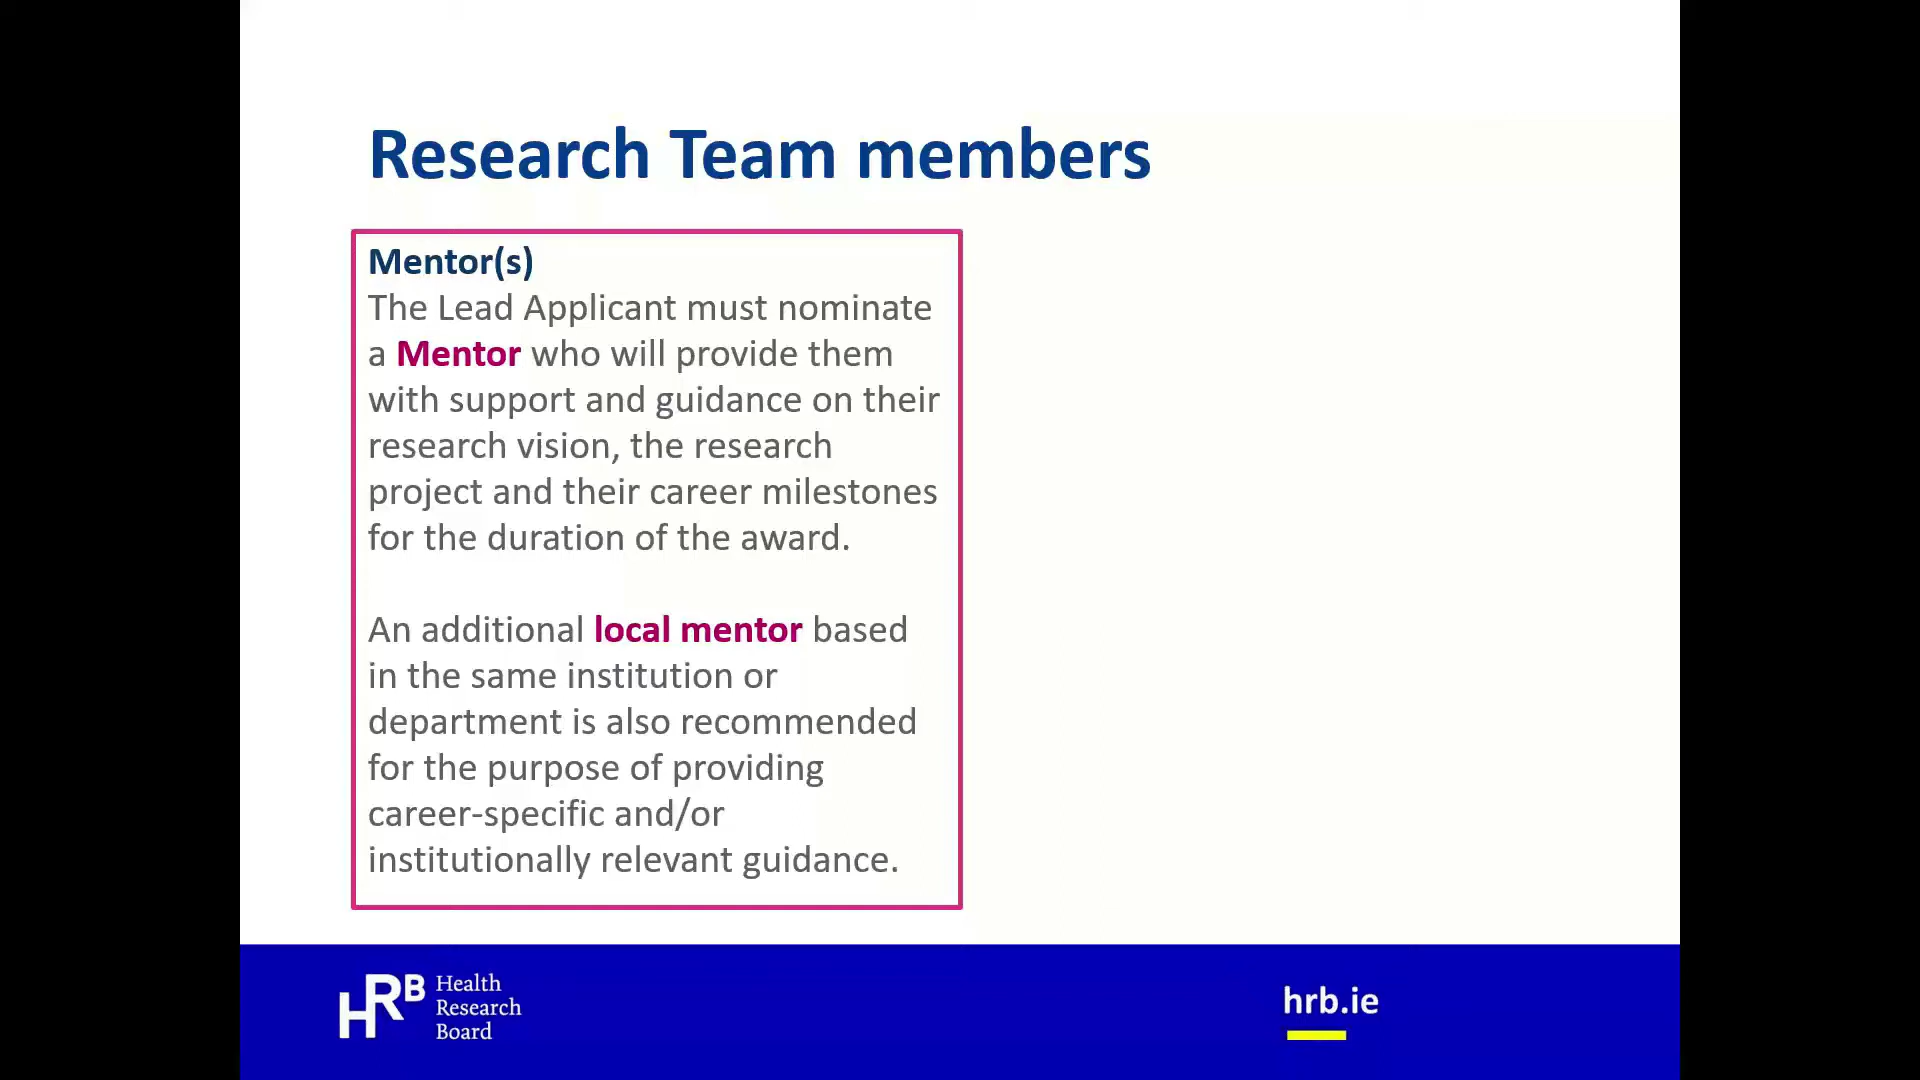 Research Team members
Mentor(s)
The Lead Applicant must nominate
a Mentor who will provide them
with support and guidance on their
research vision, the research
project and their career milestones
for the duration of the award.
An additional local mentor based
in the same institution or
department is also recommended
for the purpose of providing
career-specific and/or
institutionally relevant guidance.
HRB
Health
Research
Board
hrb.ie